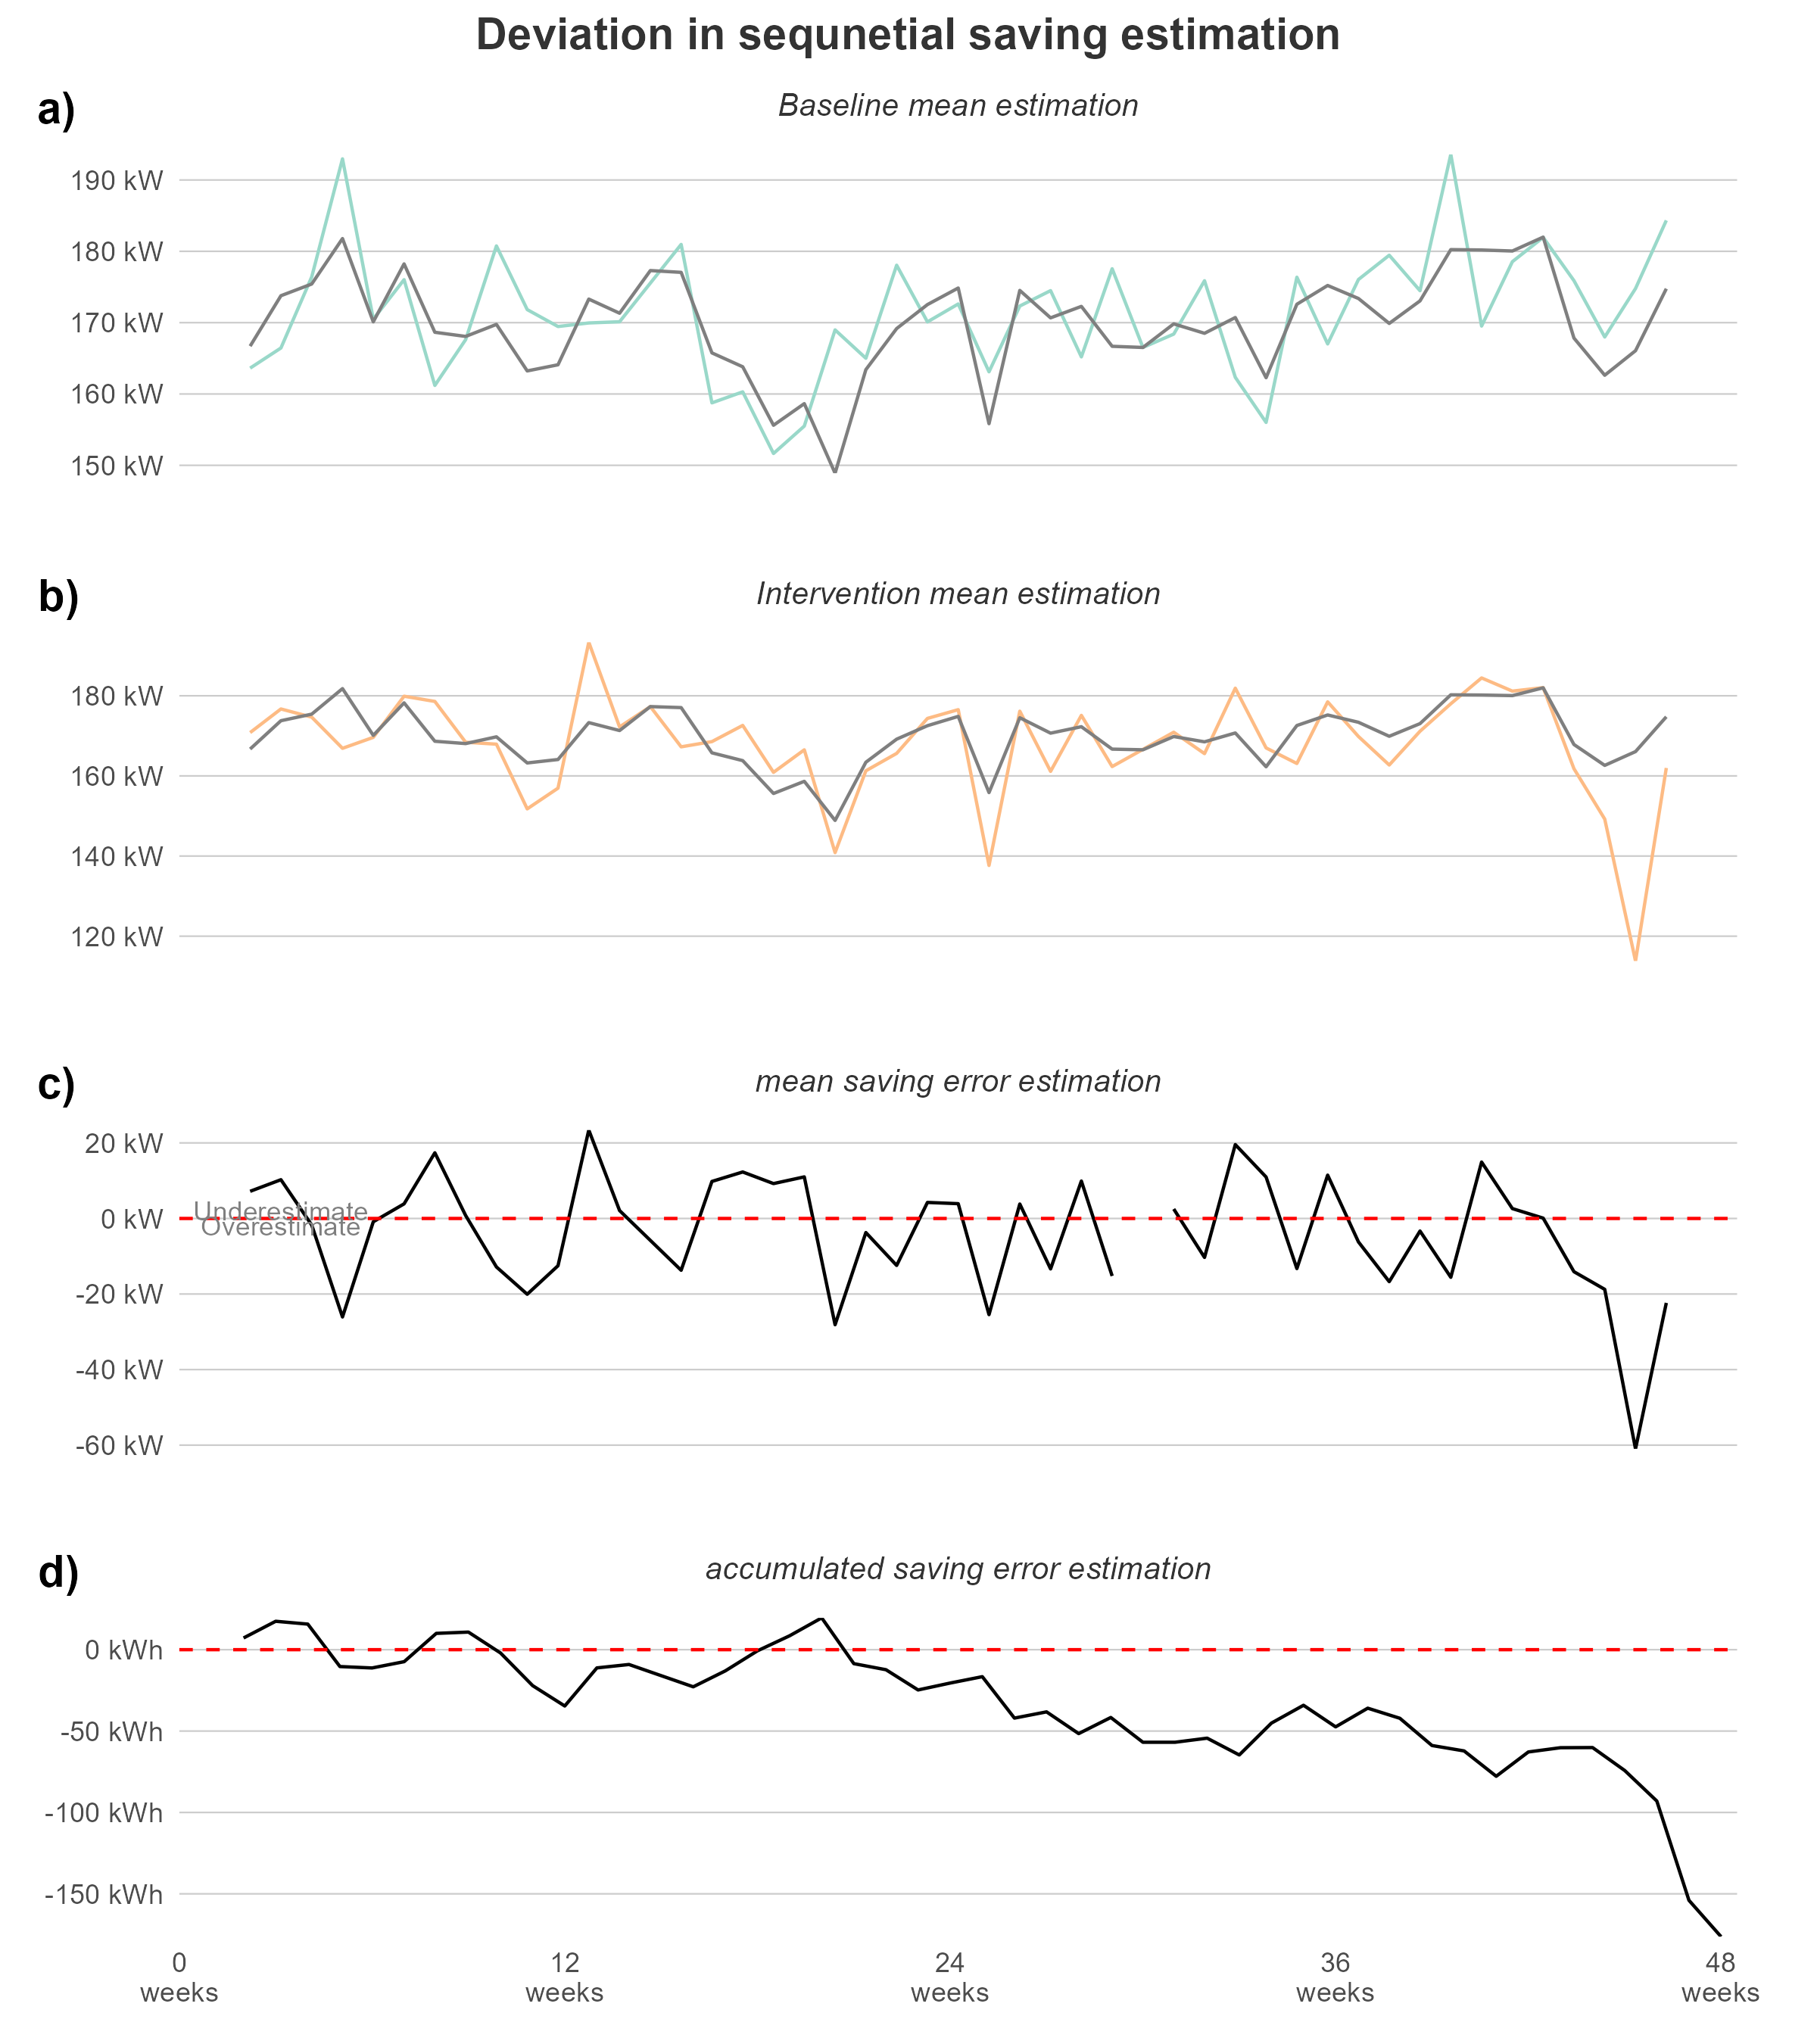 Deviation in sequnetial saving estimation
a)
Baseline mean estimation
190 kW
180 kW
170 kW
160 kW
150 kW
b)
Intervention mean estimation
180 kW
160 kW
140 kW
120 kW
c)
mean saving error estimation
20 kW
Underestimate
0 kW
Overestimate
-20 kW
-40 kW
-60 kW
d)
accumulated saving error estimation
0 kWh
-50 kWh
-100 kWh
-150 kWh
0 12 24 36 48
weeks weeks weeks weeks weeks